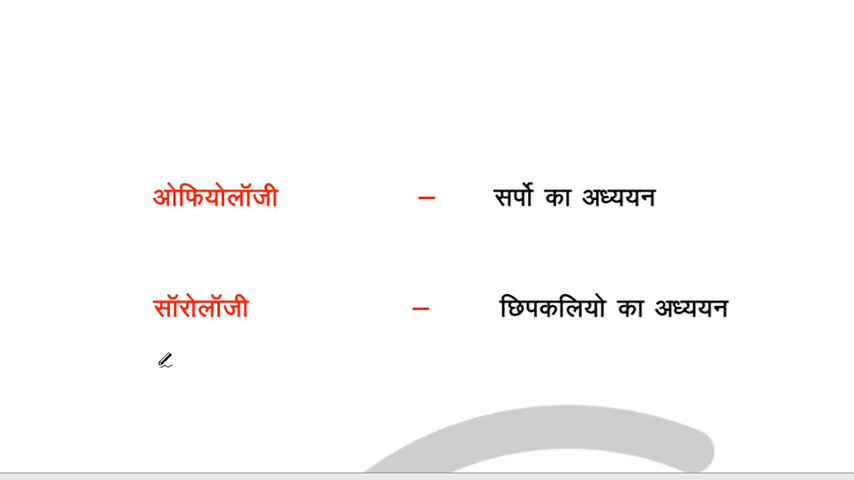 ओफियोलॉजी – सर्पो का अध्ययन
सॉरोलॉजी – छिपकलियो का अध्ययन